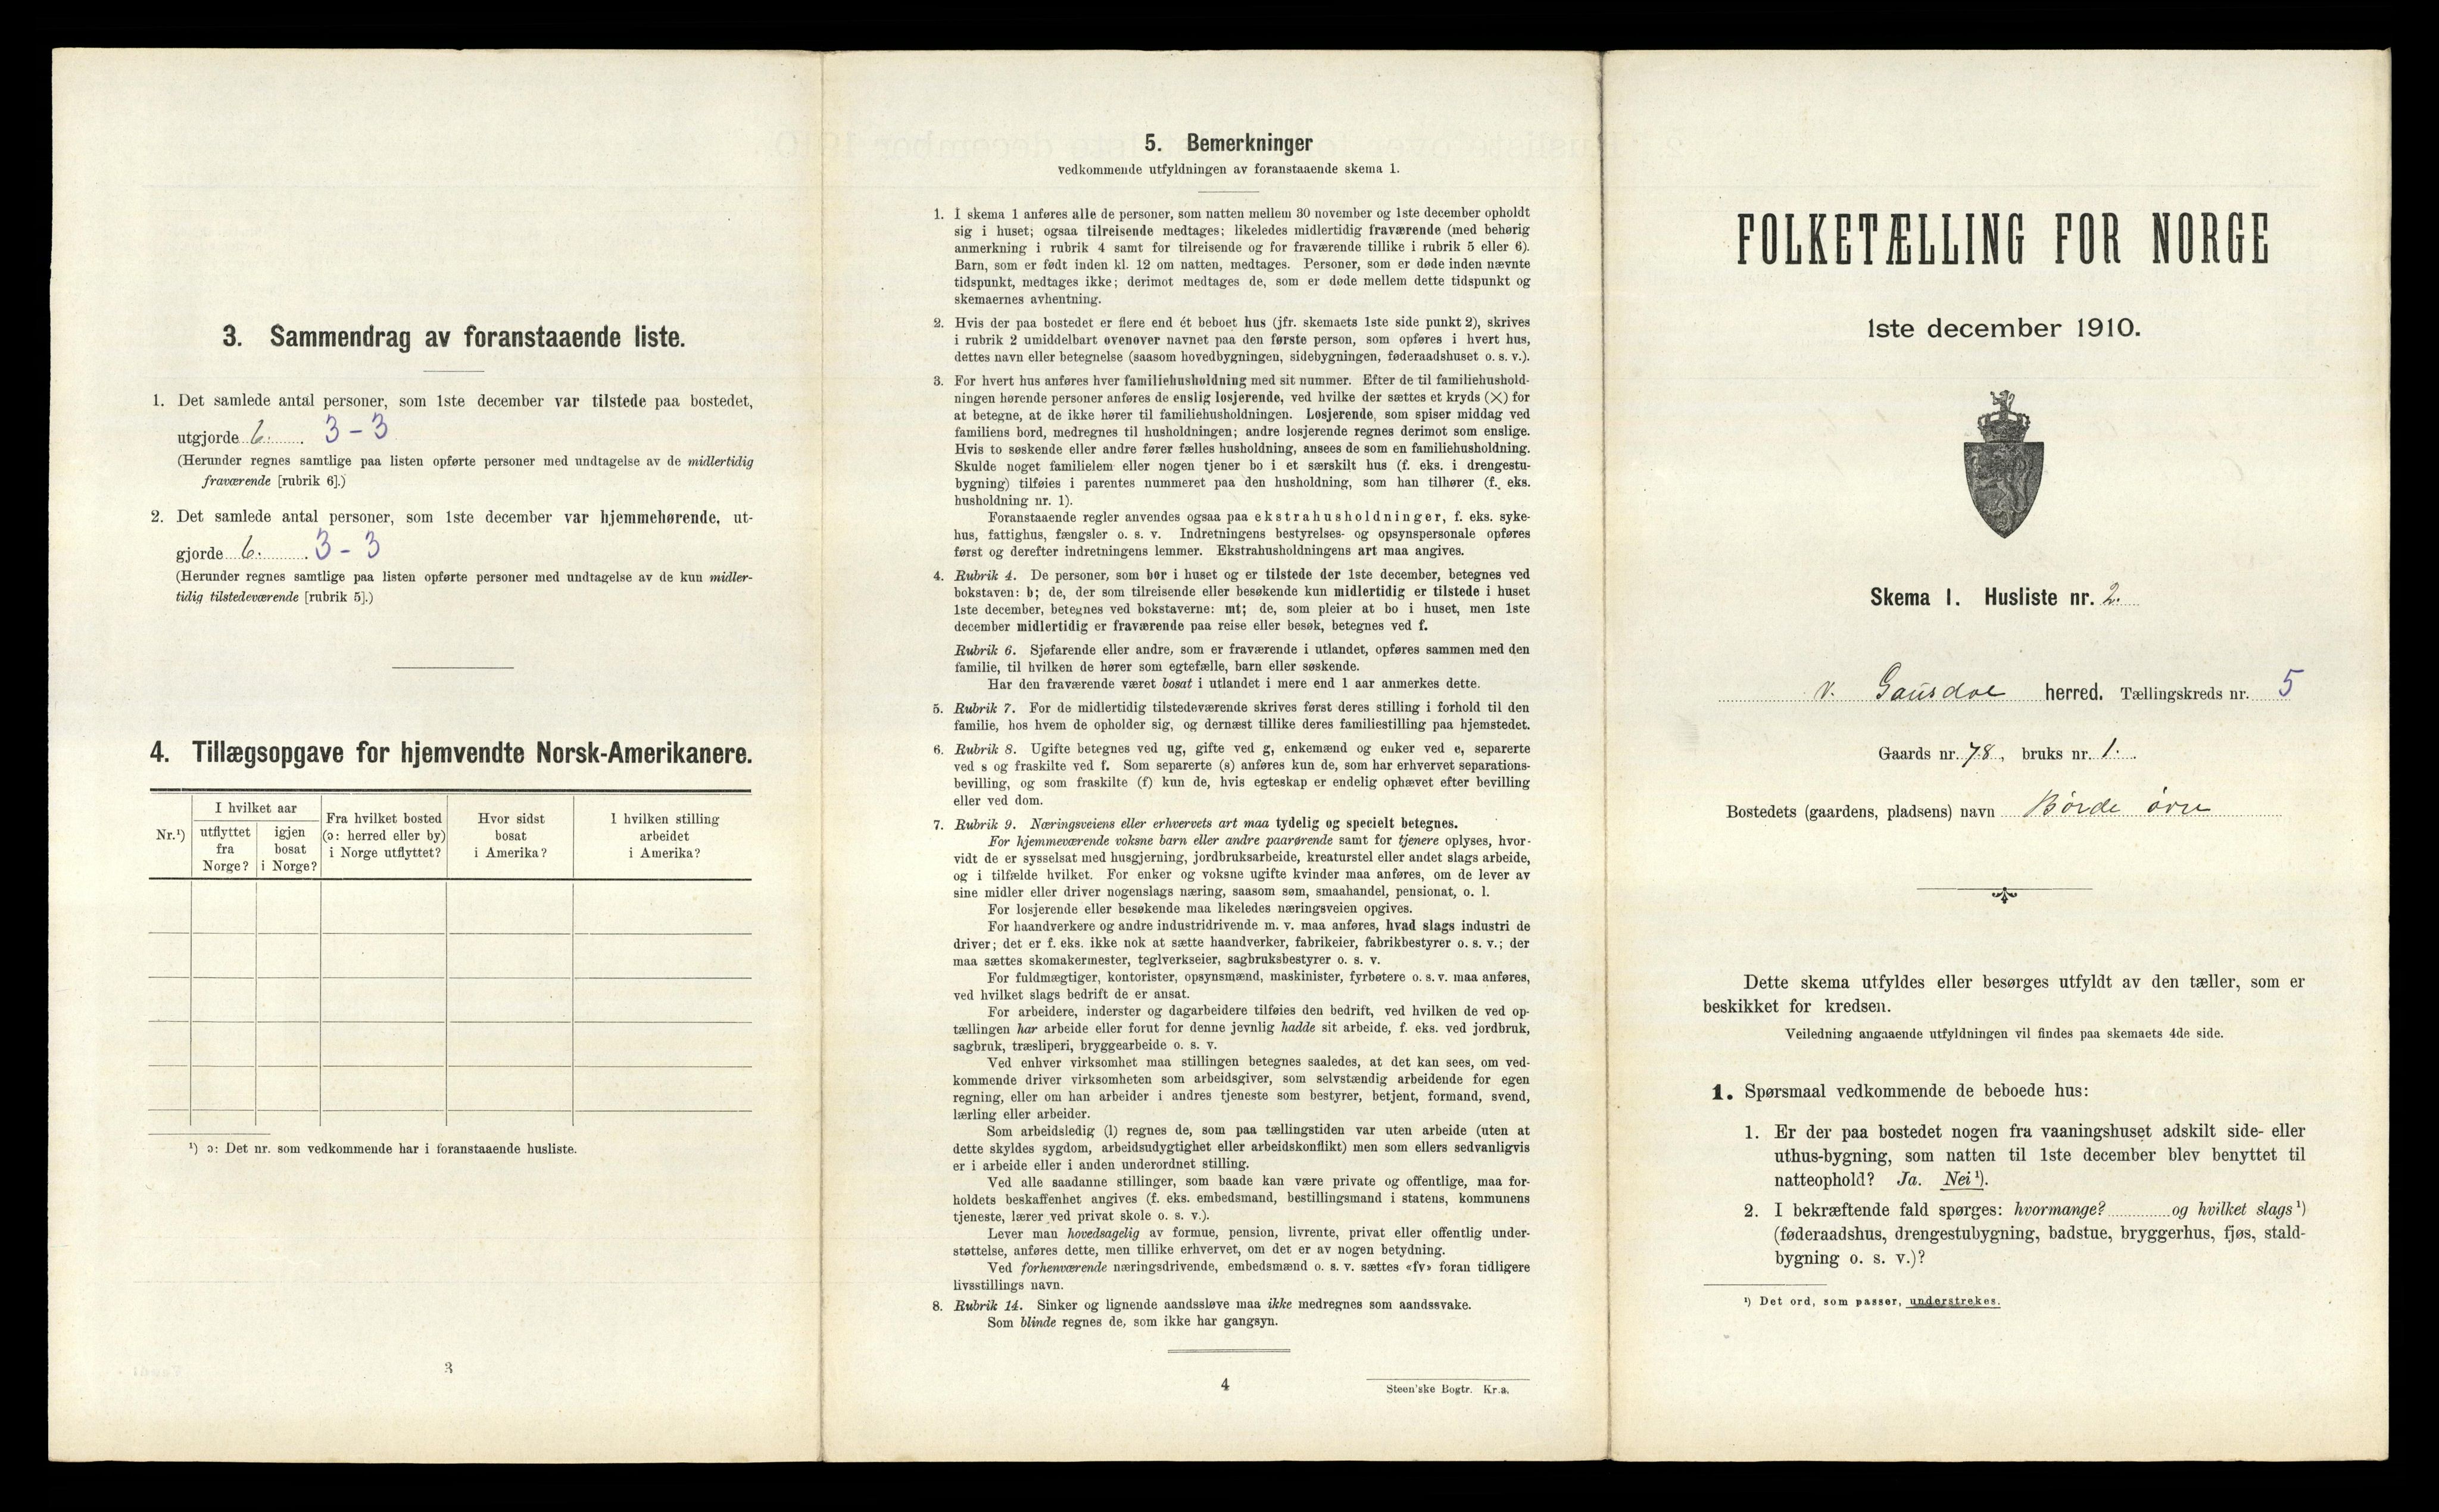 3. Sammendrag av foranstaaende liste.
1. Det samlede antal personer, som 1ste december var tilstede paa bostedet,
utgjorde 6. 3-3
(Herunder regnes samtlige paa listen opførte personer med undtagelse av de midlertidig
fraværende [rubrik 6].)
2. Det samlede antal personer, som 1ste december var hjemmehørende, ut-
gjorde 6. 3-3
(Herunder regnes samtlige paa listen opførte personer med undtagelse av de kun midler-
tidig tilstedeværende [rubrik 5].)
4. Tillægsopgave for hjemvendte Norsk-Amerikanere.
Nr.¹)
I hvilket aar
utflyttet
fra
Norge?
igjen
bosat
i Norge?
Fra hvilket bosted
(ɔ: herred eller by)
i Norge utflyttet?
Hvor sidst
bosat
i Amerika?
I hvilken stilling
arbeidet
i Amerika?
¹) ɔ: Det nr. som vedkommende har i foranstaaende husliste.
3
5. Bemerkninger
vedkommende utfyldningen av foranstaaende skema 1.
1. I skema 1 anføres alle de personer, som natten mellem 30 november og 1ste december opholdt
sig i huset; ogsaa tilreisende medtages; likeledes midlertidig fraværende (med behørig
anmerkning i rubrik 4 samt for tilreisende og for fraværende tillike i rubrik 5 eller 6).
Barn, som er født inden kl. 12 om natten, medtages. Personer, som er døde inden nævnte
tidspunkt, medtages ikke; derimot medtages de, som er døde mellem dette tidspunkt og
skemaernes avhentning.
2. Hvis der paa bostedet er flere end ét beboet hus (jfr. skemaets 1ste side punkt 2), skrives
i rubrik 2 umiddelbart ovenover navnet paa den første person, som opføres i hvert hus,
dettes navn eller betegnelse (saasom hovedbygningen, sidebygningen, føderaadshuset o. s. v.).
3. For hvert hus anføres hver familiehusholdning med sit nummer. Efter de til familiehushold-
ningen hørende personer anføres de enslig losjerende, ved hvilke der sættes et kryds (×) for
at betegne, at de ikke hører til familiehusholdningen. Losjerende, som spiser middag ved
familiens bord, medregnes til husholdningen; andre losjerende regnes derimot som enslige.
Hvis to søskende eller andre fører fælles husholdning, ansees de som en familiehusholdning.
Skulde noget familielem eller nogen tjener bo i et særskilt hus (f. eks. i drengestu-
bygning) tilføies i parentes nummeret paa den husholdning, som han tilhører (f. eks.
husholdning nr. 1).
Foranstaaende regler anvendes ogsaa paa ekstrahusholdninger, f. eks. syke-
hus, fattighus, fængsler o. s. v. Indretningens bestyrelses- og opsynspersonale opføres
først og derefter indretningens lemmer. Ekstrahusholdningens art maa angives.
4. Rubrik 4. De personer, som bor i huset og er tilstede der 1ste december, betegnes ved
bokstaven: b; de, der som tilreisende eller besøkende kun midlertidig er tilstede i huset
1ste december, betegnes ved bokstaverne: mt; de, som pleier at bo i huset, men 1ste
december midlertidig er fraværende paa reise eller besøk, betegnes ved f.
Rubrik 6. Sjøfarende eller andre, som er fraværende i utlandet, opføres sammen med den
familie, til hvilken de hører som egtefælle, barn eller søskende.
Har den fraværende været bosat i utlandet i mere end 1 aar anmerkes dette.
5. Rubrik 7. For de midlertidig tilstedeværende skrives først deres stilling i forhold til den
familie, hos hvem de opholder sig, og dernæst tillike deres familiestilling paa hjemstedet.
6. Rubrik 8. Ugifte betegnes ved ug, gifte ved g, enkemænd og enker ved e, separerte
ved s og fraskilte ved f. Som separerte (s) anføres kun de, som har erhvervet separations-
bevilling, og som fraskilte (f) kun de, hvis egteskap er endelig ophævet efter bevilling
eller ved dom.
7. Rubrik 9. Næringsveiens eller erhvervets art maa tydelig og specielt betegnes.
For hjemmeværende voksne barn eller andre paarørende samt for tjenere oplyses, hvor-
vidt de er sysselsat med husgjerning, jordbruksarbeide, kreaturstel eller andet slags arbeide,
og i tilfælde hvilket. For enker og voksne ugifte kvinder maa anføres, om de lever av
sine midler eller driver nogenslags næring, saasom søm, smaahandel, pensionat, o. l.
For losjerende eller besøkende maa likeledes næringsveien opgives.
For haandverkere og andre industridrivende m. v. maa anføres, hvad slags industri de
driver; det er f. eks. ikke nok at sætte haandverker, fabrikeier, fabrikbestyrer o. s. v.; der
maa sættes skomakermester, teglverkseier, sagbruksbestyrer o. s. v.
For fuldmægtiger, kontorister, opsynsmænd, maskinister, fyrbøtere o. s. v. maa anføres,
ved hvilket slags bedrift de er ansat.
For arbeidere, inderster og dagarbeidere tilføies den bedrift, ved hvilken de ved op-
tællingen har arbeide eller forut for denne jevnlig hadde sit arbeide, f. eks. ved jordbruk,
sagbruk, træsliperi, bryggearbeide o. s. v.
Ved enhver virksomhet maa stillingen betegnes saaledes, at det kan sees, om ved-
kommende driver virksomheten som arbeidsgiver, som selvstændig arbeidende for egen
regning, eller om han arbeider i andres tjeneste som bestyrer, betjent, formand, svend,
lærling eller arbeider.
Som arbeidsledig (l) regnes de, som paa tællingstiden var uten arbeide (uten at
dette skyldes sygdom, arbeidsudygtighet eller arbeidskonflikt) men som ellers sedvanligvis
er i arbeide eller i anden underordnet stilling.
Ved alle saadanne stillinger, som baade kan være private og offentlige, maa for-
holdets beskaffenhet angives (f. eks. embedsmand, bestillingsmand i statens, kommunens
tjeneste, lærer ved privat skole o. s. v.).
Lever man hovedsagelig av formue, pension, livrente, privat eller offentlig under-
støttelse, anføres dette, men tillike erhvervet, om det er av nogen betydning.
Ved forhenværende næringsdrivende, embedsmænd o. s. v. sættes «fv» foran tidligere
livsstillings navn.
8. Rubrik 14. Sinker og lignende aandssløve maa ikke medregnes som aandssvake.
Som blinde regnes de, som ikke har gangsyn.
4
Steen'ske Bogtr. Kr.a.
FOLKETÆLLING FOR NORGE
1ste december 1910.
Skema 1. Husliste nr. 2.
v. Gausdal herred. Tællingskreds nr. 5
Gaards nr. 78, bruks nr. 1.
Bostedets (gaardens, pladsens) navn Børde øvre
Dette skema utfyldes eller besørges utfyldt av den tæller, som er
beskikket for kredsen.
Veiledning angaaende utfyldningen vil findes paa skemaets 4de side.
1. Spørsmaal vedkommende de beboede hus:
1. Er der paa bostedet nogen fra vaaningshuset adskilt side- eller
uthus-bygning, som natten til 1ste december blev benyttet til
natteophold? Ja. Nei¹).
2. I bekræftende fald spørges: hvormange? og hvilket slags¹)
(føderaadshus, drengestubygning, badstue, bryggerhus, fjøs, stald-
bygning o. s. v.)?
¹) Det ord, som passer, understrekes.